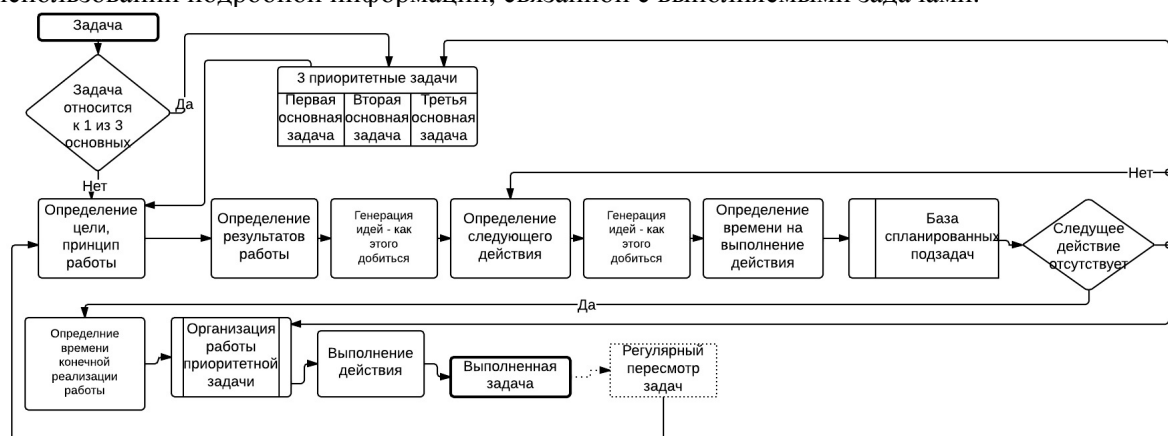 использовании подробной информации, связанной с выполняемыми задачами.
Задача
Задача
относится
к 1 из 3
основных
Да
Нет
3 приоритетные задачи
Первая
основная
задача
Вторая
основная
задача
Третья
основная
задача
Нет
Определение
цели,
принцип
работы
Определение
результатов
работы
Генерация
идей - как
этого
добиться
Определение
следующего
действия
Генерация
идей - как
этого
добиться
Определение
времени на
выполнение
действия
База
спланированных
подзадач
Следущее
действие
отсутствует
Да
Определние
времени
конечной
реализации
работы
Организация
работы
приоритетной
задачи
Выполнение
действия
Выполненная
задача
Регулярный
пересмотр
задач